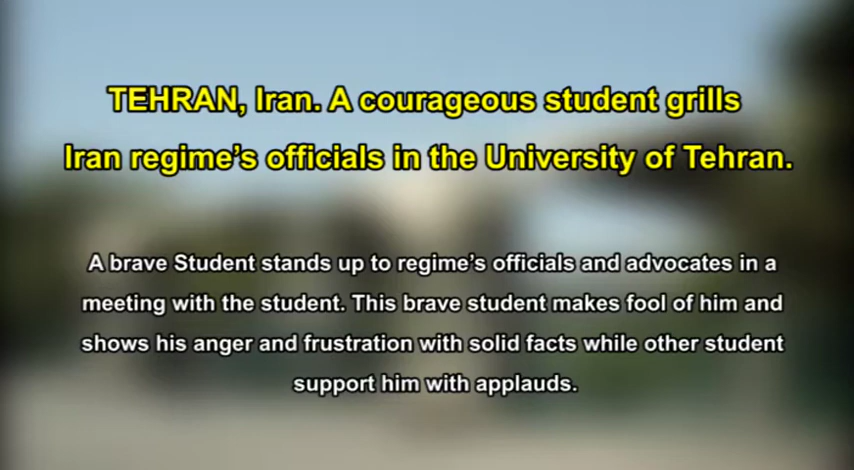 TEHRAN, Iran. A courageous student grills
Iran regime's officials in the University of Tehran.
A brave Student stands up to regime's officials and advocates in a
meeting with the student. This brave student makes fool of him and
shows his anger and frustration with solid facts while other student
support him with applauds.